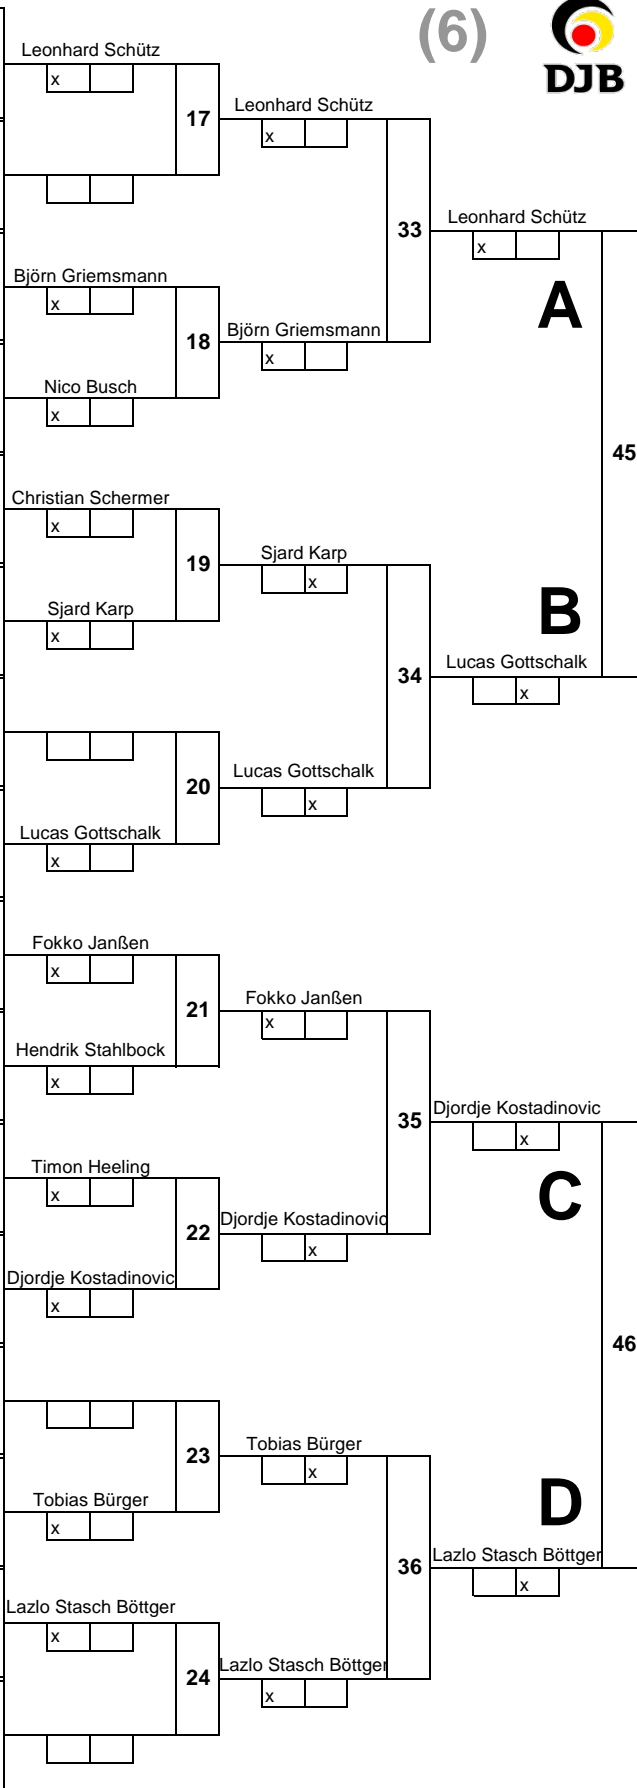 (6)
DJB
Leonhard Schütz
x
17
Leonhard Schütz
x
33
Leonhard Schütz
x
A
Björn Griemsmann
x
18
Björn Griemsmann
x
Nico Busch
x
45
Christian Schermer
x
19
Sjard Karp
x
B
Sjard Karp
x
34
Lucas Gottschalk
x
20
Lucas Gottschalk
x
Lucas Gottschalk
x
Fokko Janßen
x
21
Fokko Janßen
x
Hendrik Stahlbock
x
35
Djordje Kostadinovic
x
C
Timon Heeling
x
22
Djordje Kostadinovic
x
Djordje Kostadinovic
x
46
23
Tobias Bürger
x
Tobias Bürger
x
D
36
Lazlo Stasch Böttger
x
Lazlo Stasch Böttger
x
24
Lazlo Stasch Böttger
x